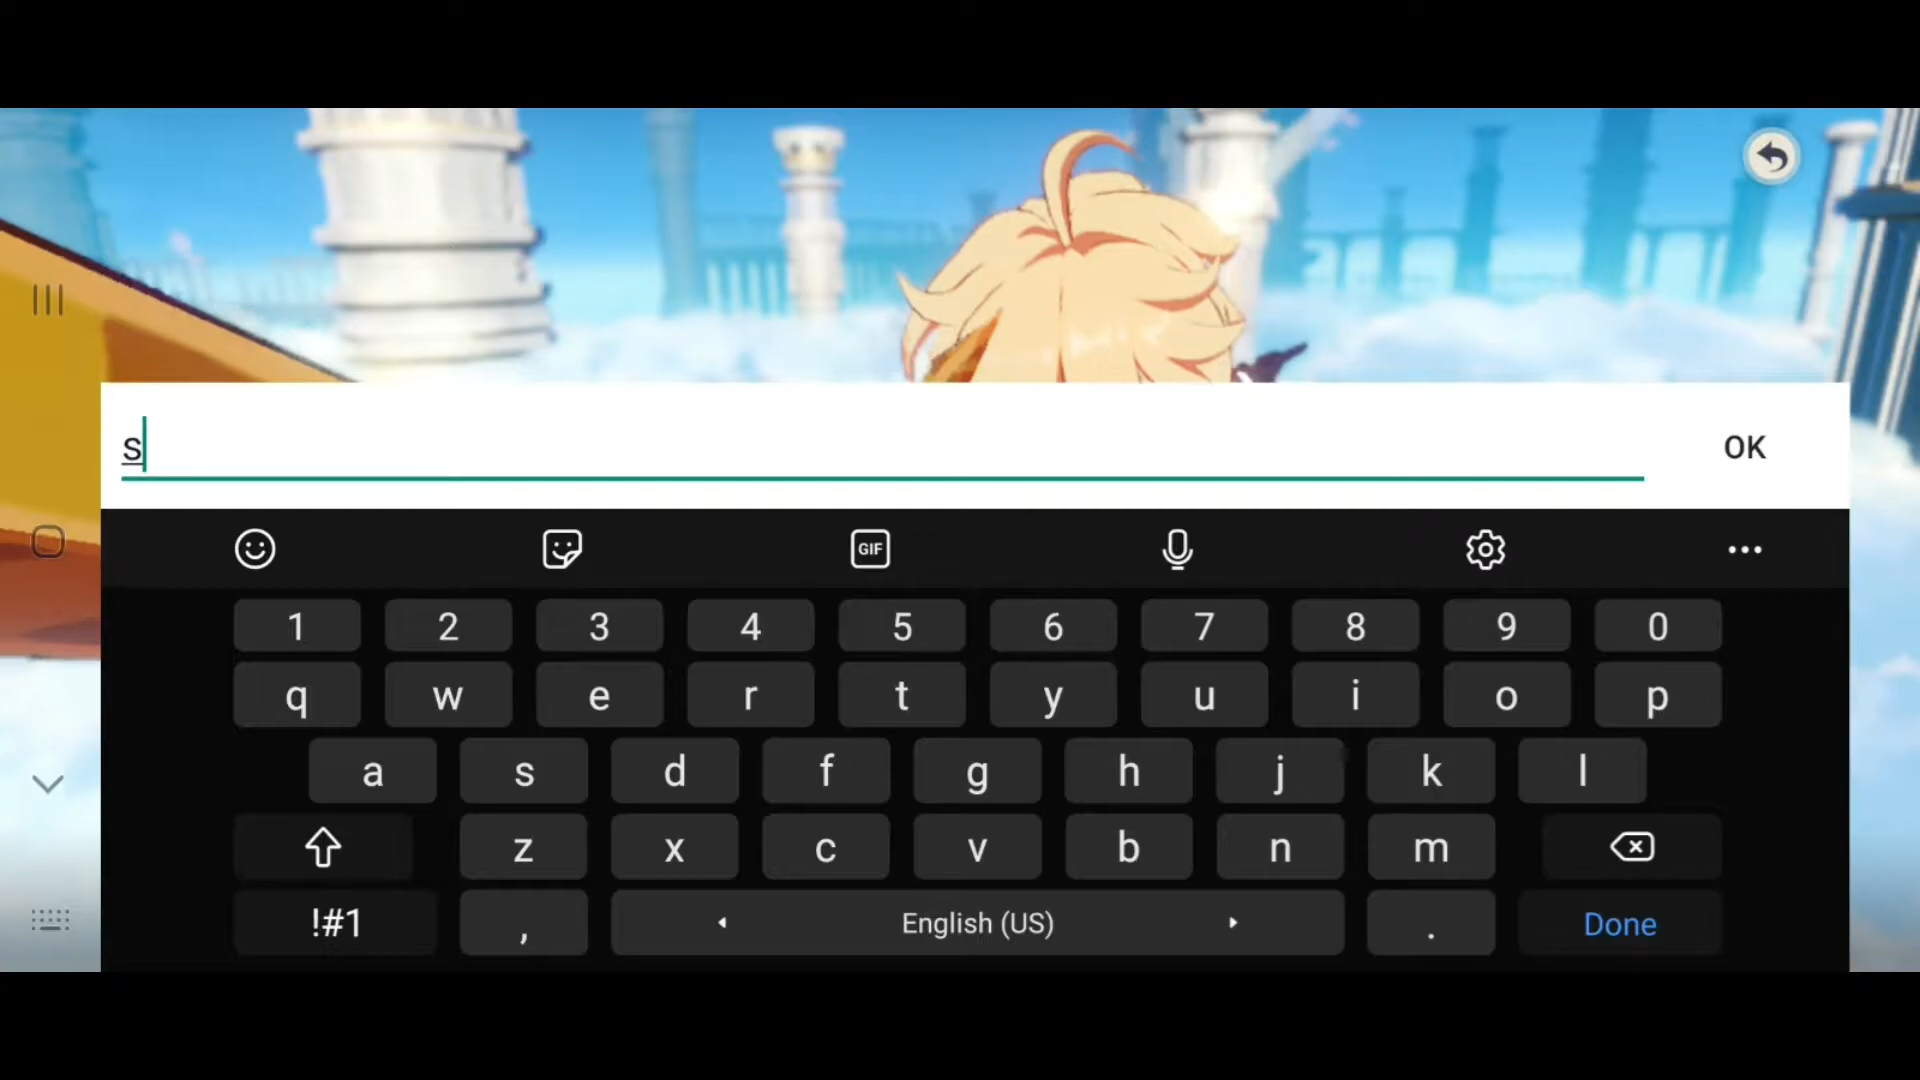 s
OK
GIF
1 2 3 4 5 6 7 8 9 0
q w e r t y u i o p
a s d f g h j k l
z x c v b n m
!#1 , English (US) . Done